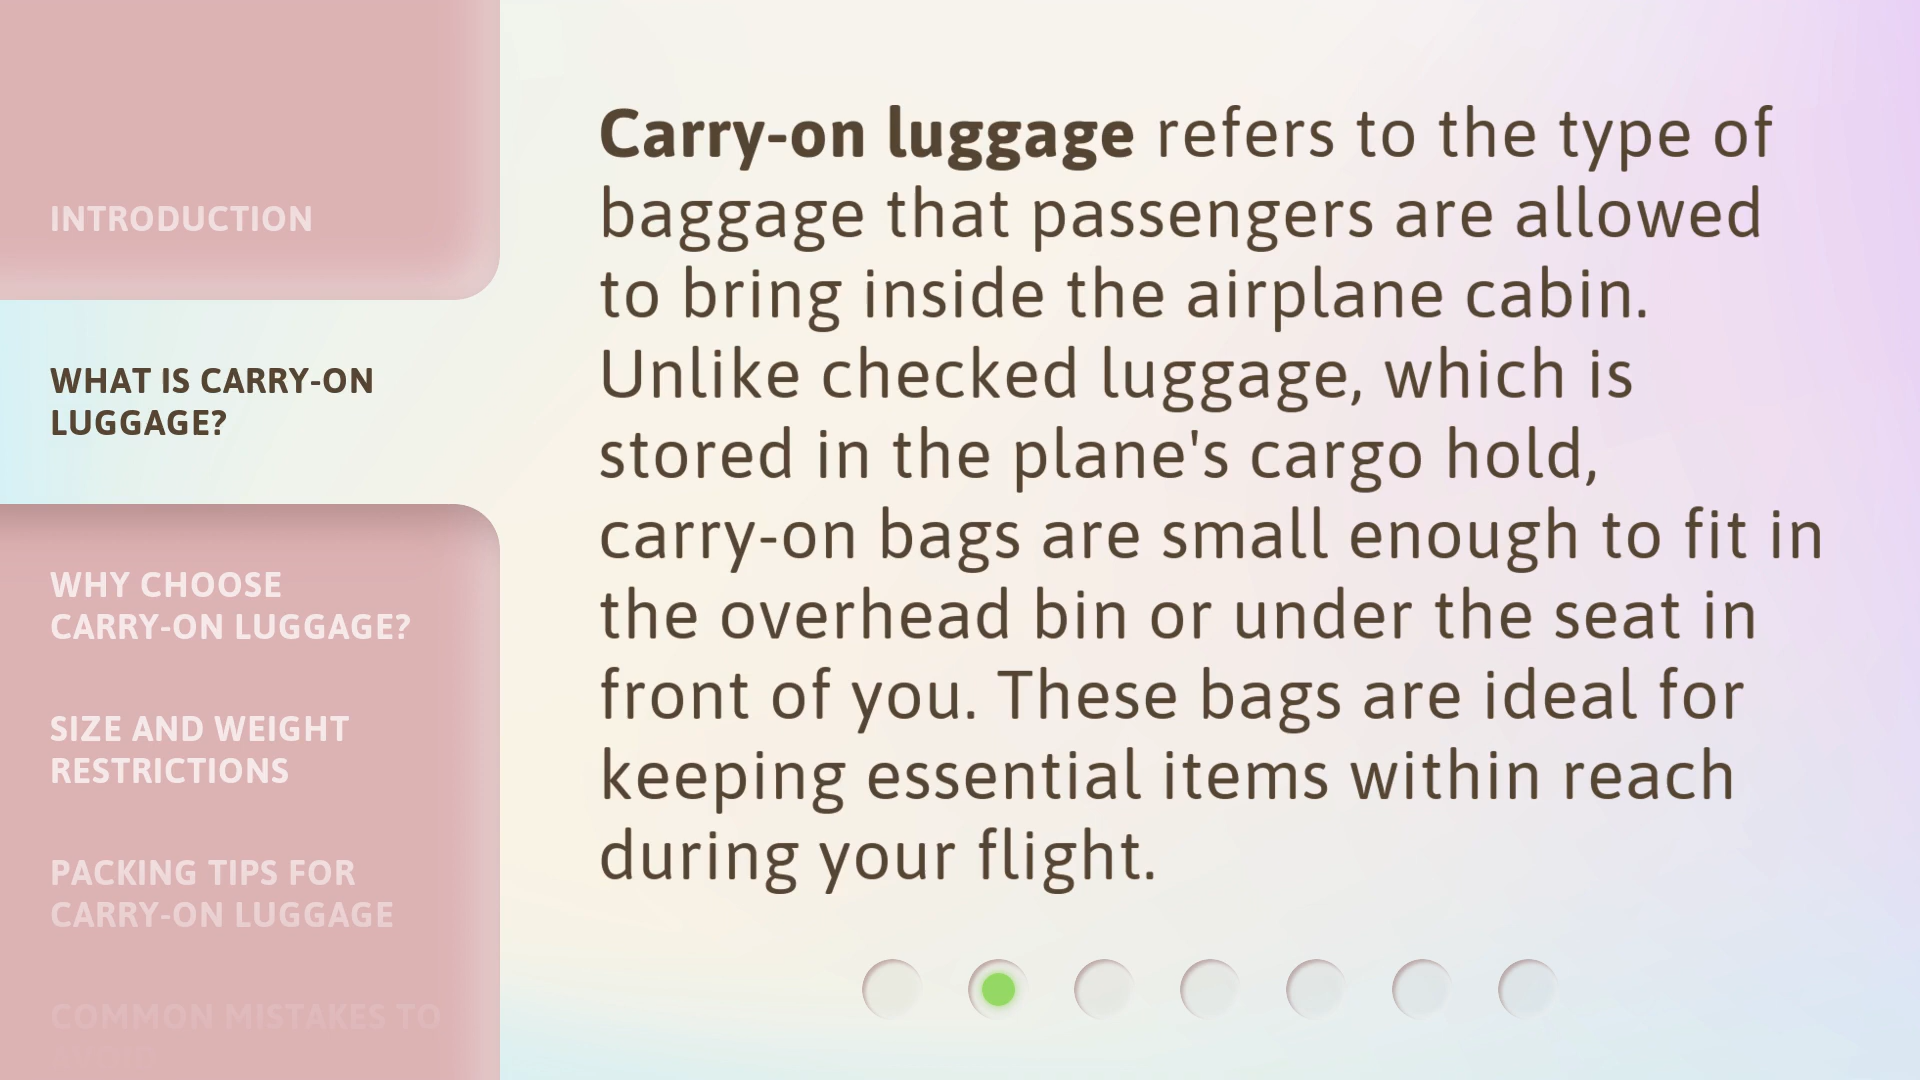 INTRODUCTION
WHAT IS CARRY-ON
LUGGAGE?
WHY CHOOSE
CARRY-ON LUGGAGE?
SIZE AND WEIGHT
RESTRICTIONS
PACKING TIPS FOR
CARRY-ON LUGGAGE
COMMON MISTAKES TO
Carry-on luggage refers to the type of
baggage that passengers are allowed
to bring inside the airplane cabin.
Unlike checked luggage, which is
stored in the plane's cargo hold,
carry-on bags are small enough to fit in
the overhead bin or under the seat in
front of you. These bags are ideal for
keeping essential items within reach
during your flight.